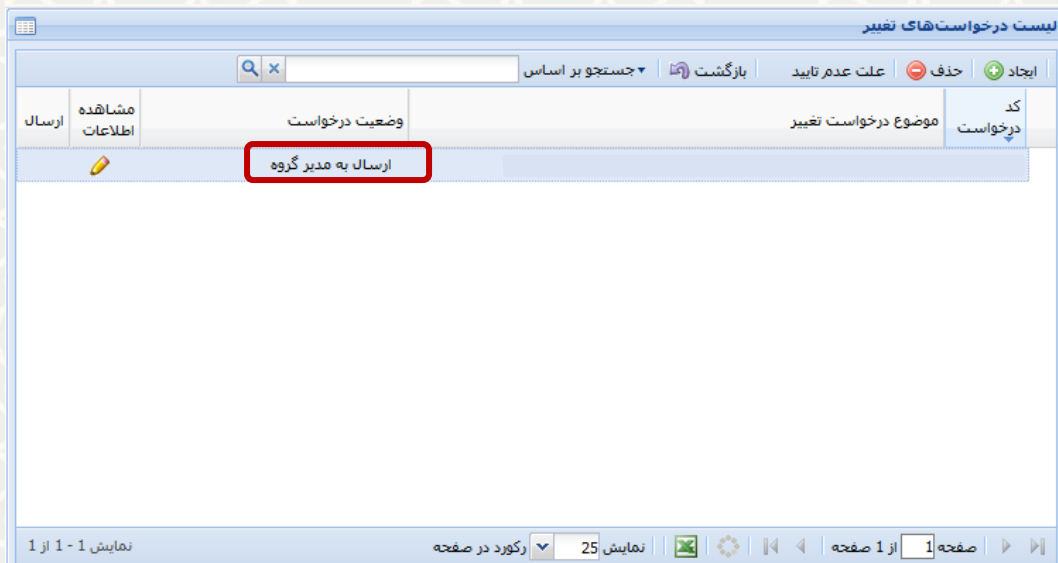 لیست درخواست‌های تغییر
ایجاد حذف علت عدم تایید بازگشت جستجو بر اساس
کد درخواست موضوع درخواست تغییر وضعیت درخواست مشاهده اطلاعات ارسال
ارسال به مدیر گروه
صفحه 1 از 1 صفحه نمایش 25 رکورد در صفحه نمایش 1 - 1 از 1